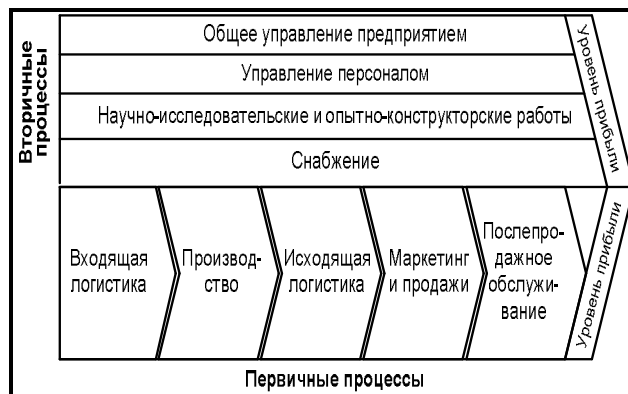 Вторичные
процессы
Общее управление предприятием
Управление персоналом
Научно-исследовательские и опытно-конструкторские работы
Снабжение
Уровень прибыли
Входящая
логистика
Производ-
ство
Исходящая
логистика
Маркетинг
и продажи
Послепро-
дажное
обслужи-
вание
Уровень прибыли
Первичные процессы